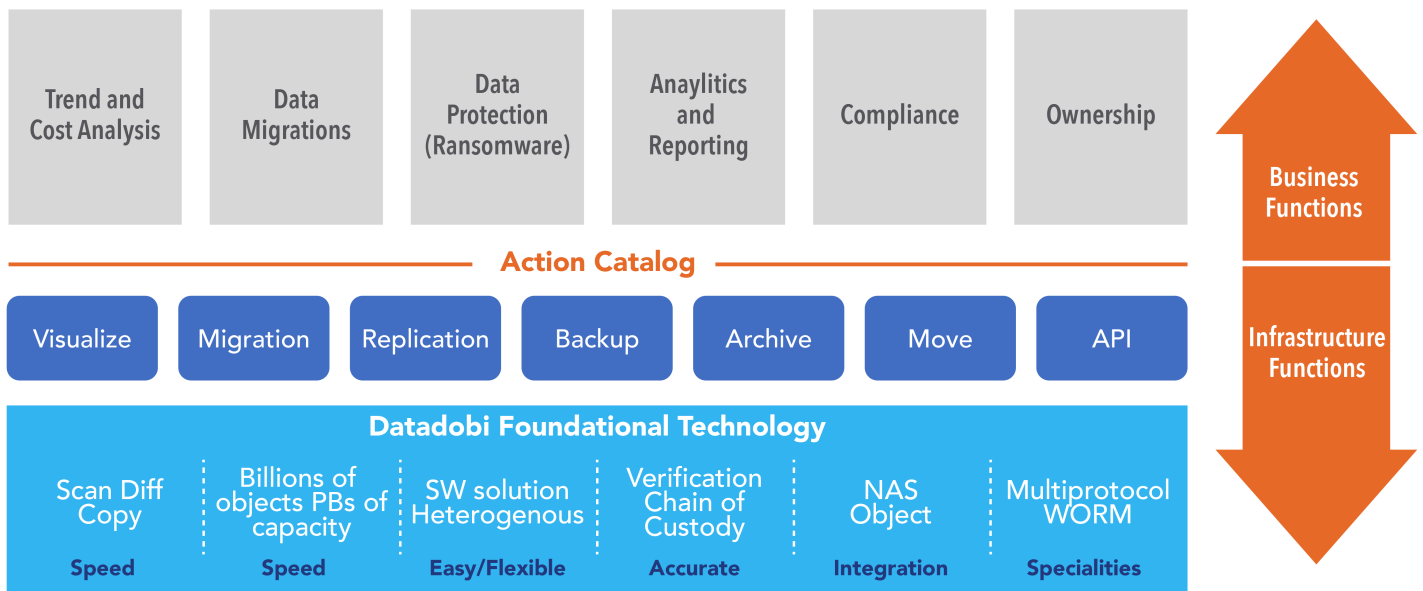 Trend and
Cost Analysis
Data
Migrations
Data
Protection
(Ransomware)
Anaylitics
and
Reporting
Compliance
Ownership
Business
Functions
Action Catalog
Visualize
Migration
Replication
Backup
Archive
Move
API
Infrastructure
Functions
Datadobi Foundational Technology
Scan Diff
Copy
Speed
Billions of
objects PBs of
capacity
Speed
SW solution
Heterogenous
Easy/Flexible
Verification
Chain of
Custody
Accurate
NAS
Object
Integration
Multiprotocol
WORM
Specialities